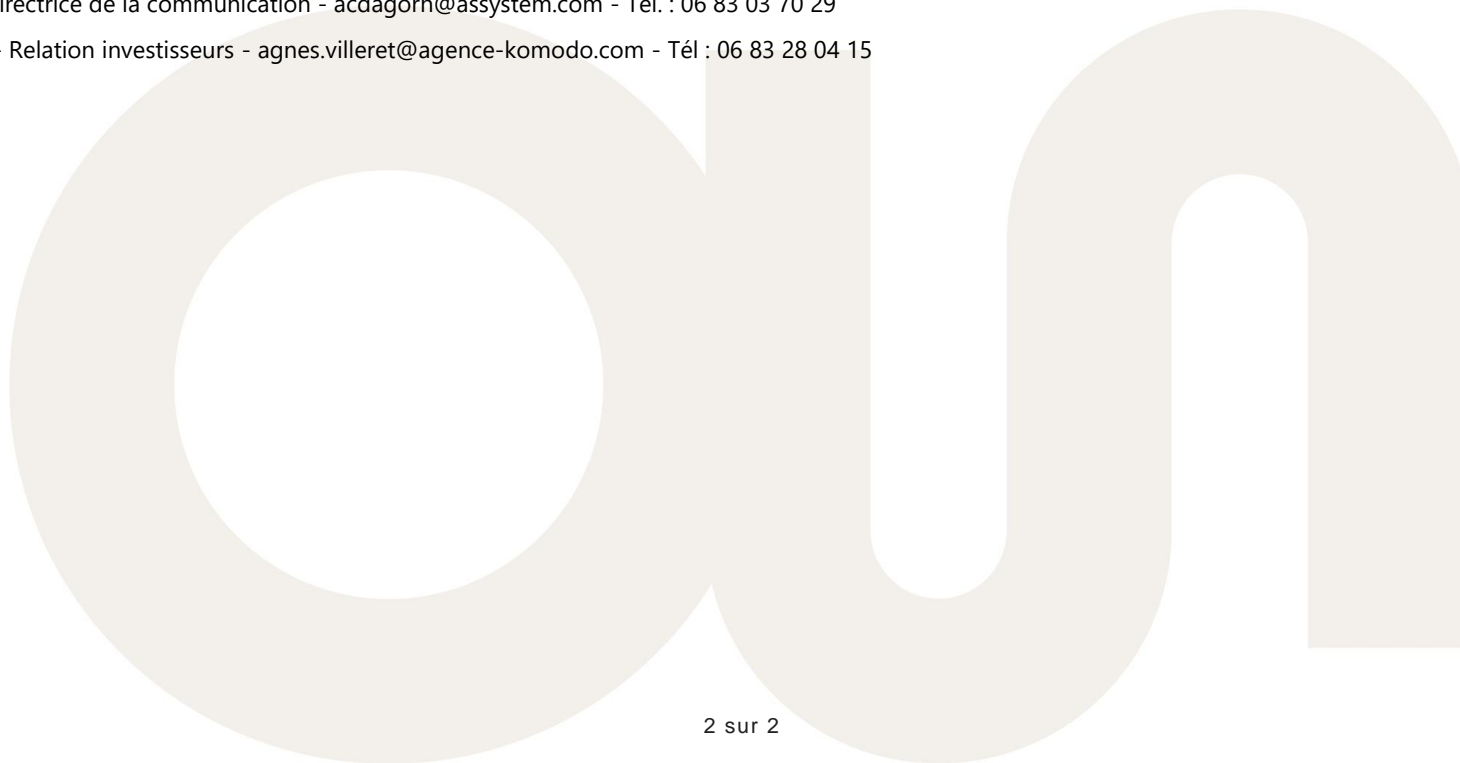 irectrice de la communication - acdagorn@assystem.com - Tél. : 06 83 03 70 29
- Relation investisseurs - agnes.villeret@agence-komodo.com - Tél : 06 83 28 04 15
2 sur 2